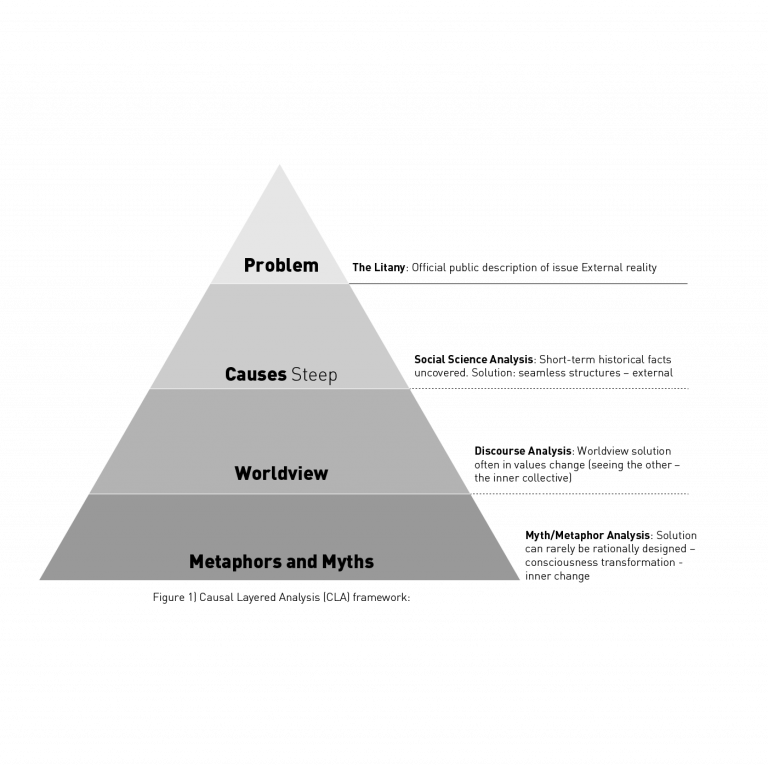 Problem
The Litany: Official public description of issue External reality
Causes Steep
Social Science Analysis: Short-term historical facts
uncovered. Solution: seamless structures – external
Worldview
Discourse Analysis: Worldview solution
often in values change (seeing the other –
the inner collective)
Metaphors and Myths
Myth/Metaphor Analysis: Solution
can rarely be rationally designed –
consciousness transformation -
inner change
Figure 1) Causal Layered Analysis (CLA) framework: